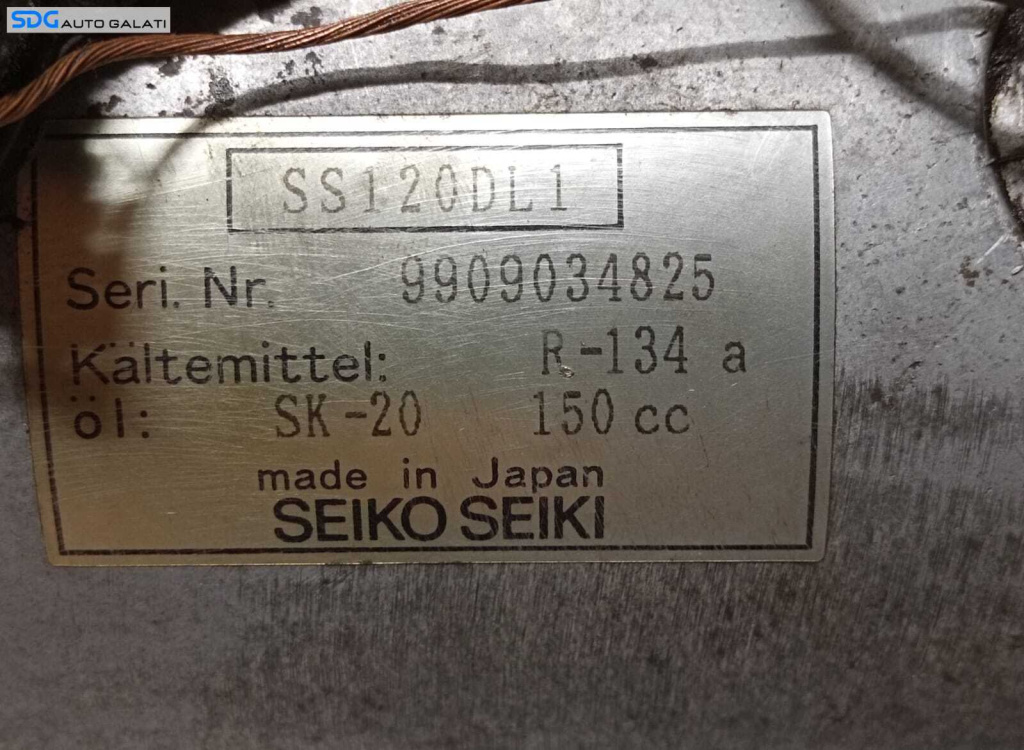 SDG AUTO GALATI
SS120DL1
Seri. Nr. 9909034825
Kältemittel: R-134 a
öl: SK-20 150 cc
made in Japan
SEIKO SEIKI